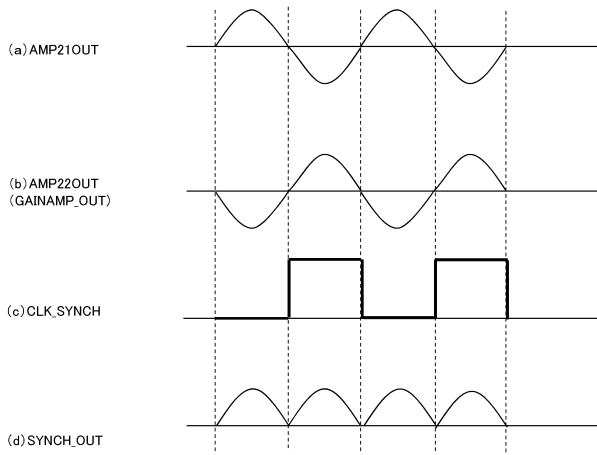 (a)AMP21OUT
(b)AMP22OUT
(GAINAMP_OUT)
(c)CLK_SYNCH
(d)SYNCH_OUT